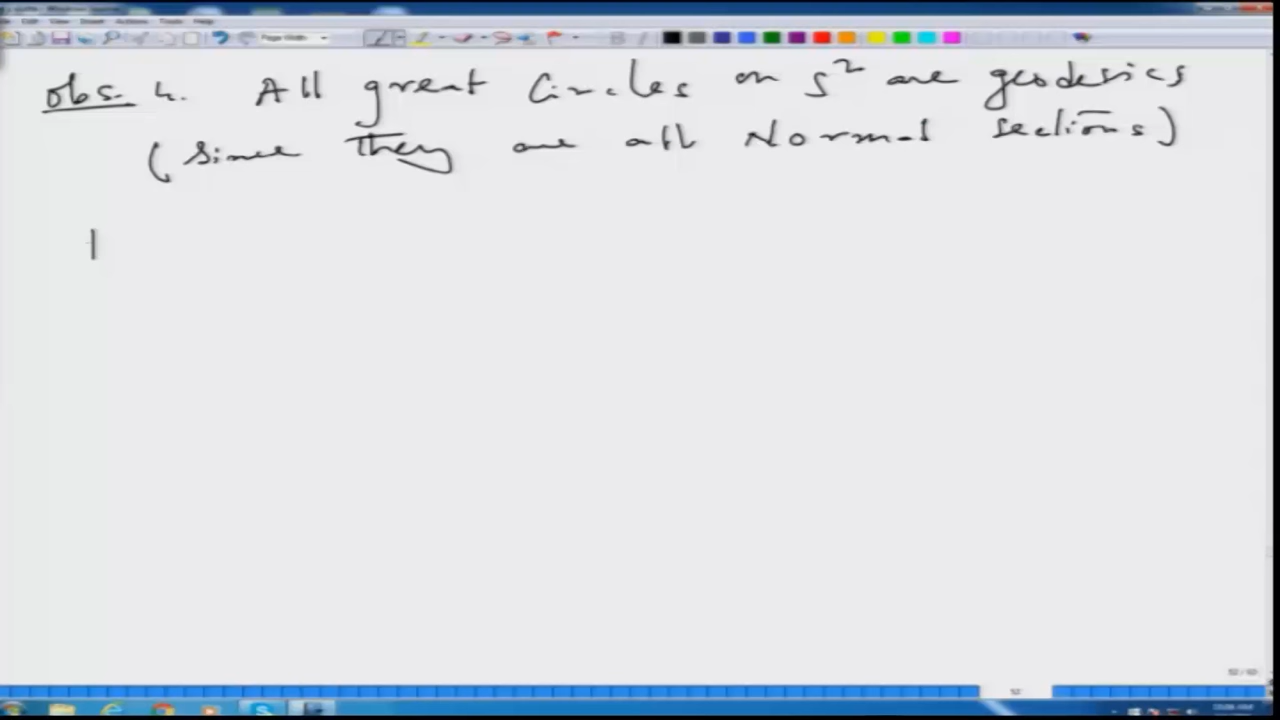 Obs. 4. All great Circles on S² are geodesics
(Since they are all Normal sections)